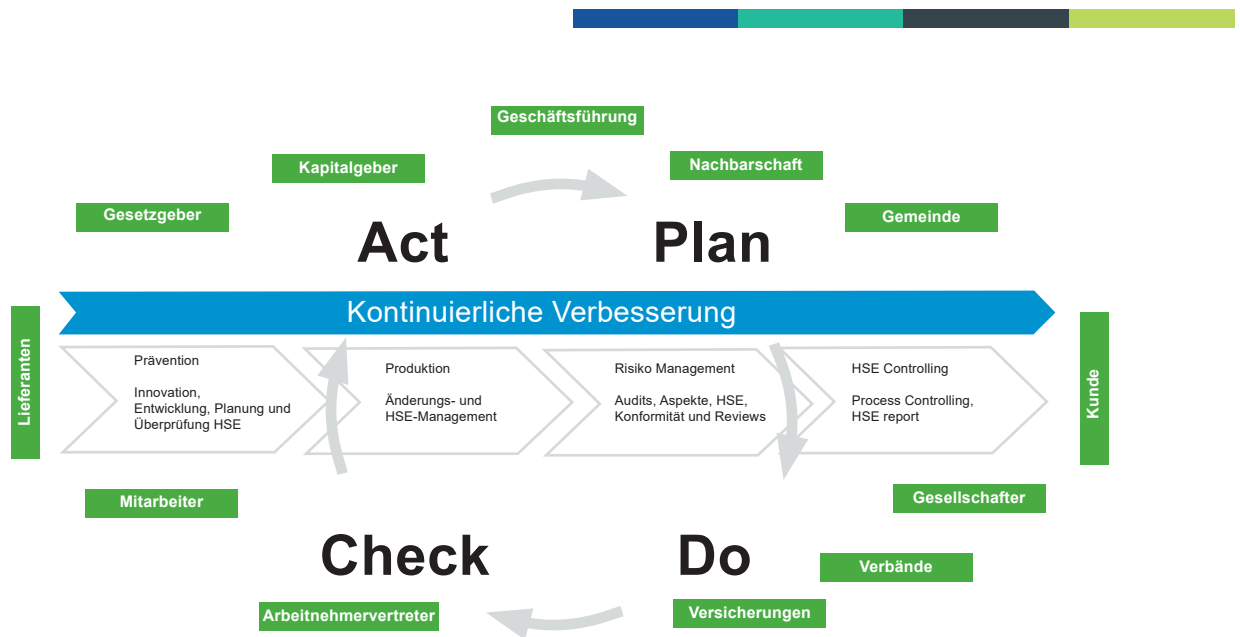 Geschäftsführung
Kapitalgeber
Nachbarschaft
Gesetzgeber
Gemeinde
Act
Plan
Kontinuierliche Verbesserung
Lieferanten
Prävention
Innovation,
Entwicklung, Planung und
Überprüfung HSE
Produktion
Änderungs- und
HSE-Management
Risiko Management
Audits, Aspekte, HSE,
Konformität und Reviews
HSE Controlling
Process Controlling,
HSE report
Kunde
Mitarbeiter
Gesellschafter
Check
Do
Verbände
Arbeitnehmervertreter
Versicherungen